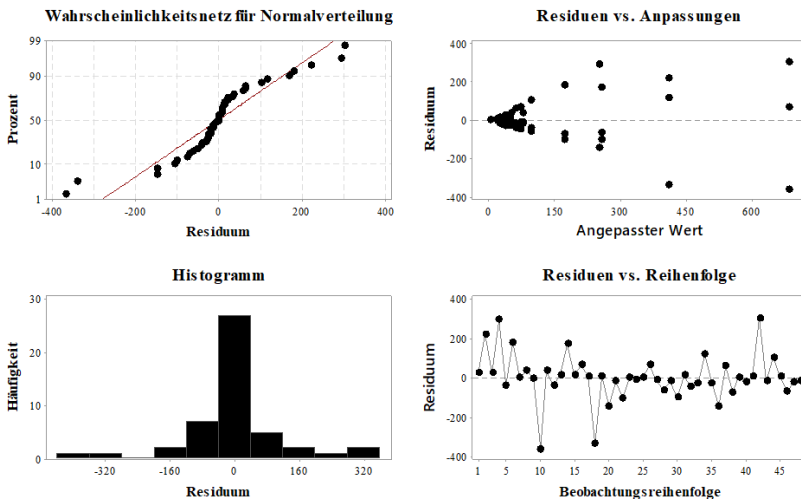 Wahrscheinlichkeitsnetz für Normalverteilung
99
90
50
10
1
Prozent
-400 -200 0 200 400
Residuum
Residuen vs. Anpassungen
400
200
0
-200
-400
Residuum
0 150 300 450 600
Angepasster Wert
Histogramm
30
20
10
0
Häufigkeit
-320 -160 0 160 320
Residuum
Residuen vs. Reihenfolge
400
200
0
-200
-400
Residuum
1 5 10 15 20 25 30 35 40 45
Beobachtungsreihenfolge